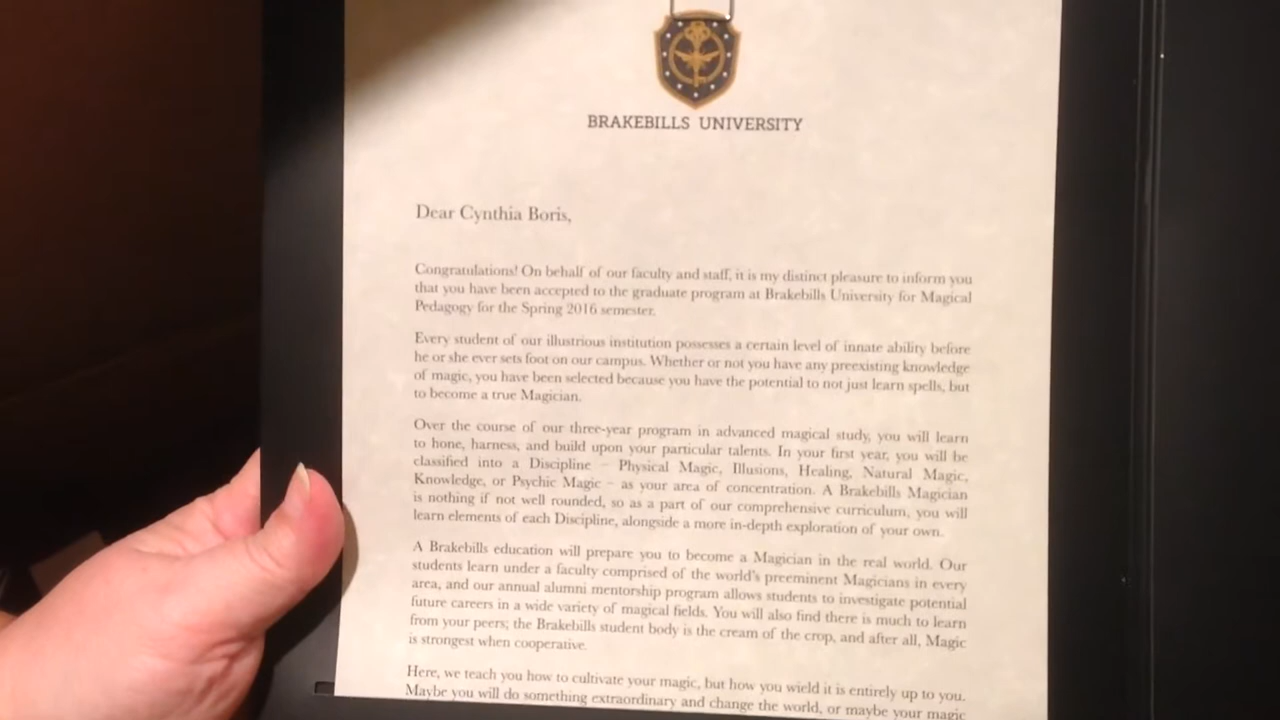 BRAKEBILLS UNIVERSITY
Dear Cynthia Boris,
Congratulations! On behalf of our faculty and staff, it is my distinct pleasure to inform you
that you have been accepted to the graduate program at Brakebills University for Magical
Pedagogy for the Spring 2016 semester.
Every student of our illustrious institution possesses a certain level of innate ability before
he or she ever sets foot on our campus. Whether or not you have any preexisting knowledge
of magic, you have been selected because you have the potential to not just learn spells, but
to become a true Magician.
Over the course of our three-year program in advanced magical study, you will learn
to hone, harness, and build upon your particular talents. In your first year, you will be
classified into a Discipline – Physical Magic, Illusions, Healing, Natural Magic,
Knowledge, or Psychic Magic – as your area of concentration. A Brakebills Magician
is nothing if not well rounded, so as a part of our comprehensive curriculum, you will
learn elements of each Discipline, alongside a more in-depth exploration of your own.
A Brakebills education will prepare you to become a Magician in the real world. Our
students learn under a faculty comprised of the world's preeminent Magicians in every
area, and our annual alumni mentorship program allows students to investigate potential
future careers in a wide variety of magical fields. You will also find there is much to learn
from your peers; the Brakebills student body is the cream of the crop, and after all, Magic
is strongest when cooperative.
Here, we teach you how to cultivate your magic, but how you wield it is entirely up to you.
Maybe you will do something extraordinary and change the world, or maybe your magic